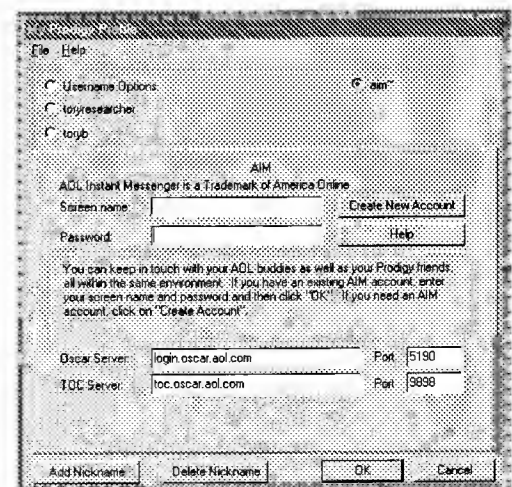 Prodigy Profile
File Help
Username Options
aim~
toryresearcher
toryb
AIM
AOL Instant Messenger is a Trademark of America Online
Screen name:
Create New Account
Password:
Help
You can keep in touch with your AOL buddies as well as your Prodigy friends,
all within the same environment. If you have an existing AIM account, enter
your screen name and password and then click "OK". If you need an AIM
account, click on "Create Account".
Oscar Server: login.oscar.aol.com Port 5190
TOC Server: toc.oscar.aol.com Port 9898
Add Nickname Delete Nickname OK Cancel